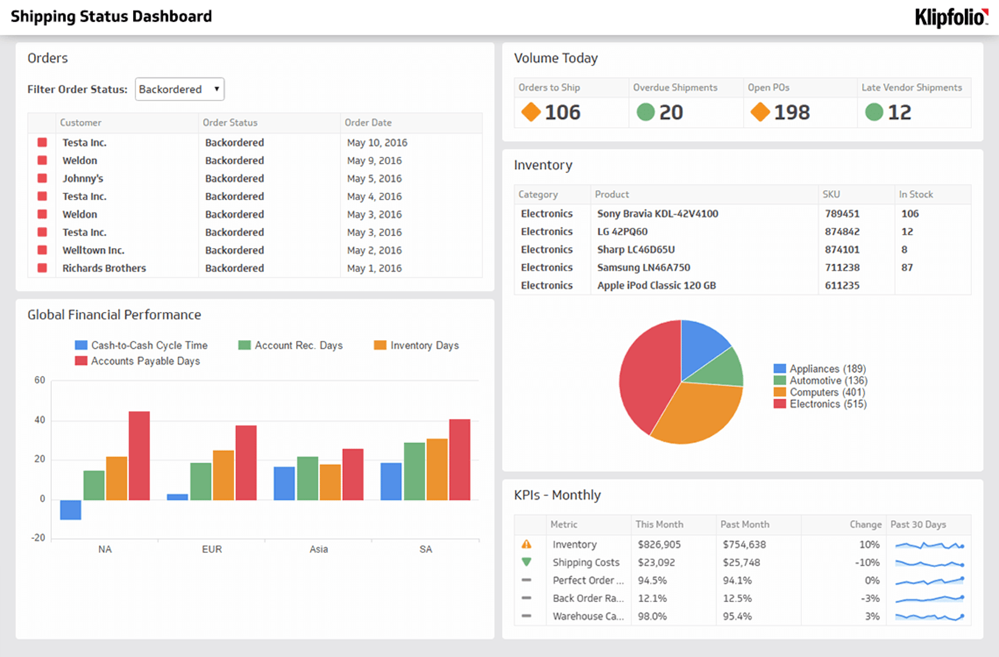 Shipping Status Dashboard
Klipfolio
Orders
Filter Order Status: Backordered
Customer Order Status Order Date
Testa Inc. Backordered May 10, 2016
Weldon Backordered May 9, 2016
Johnny's Backordered May 5, 2016
Testa Inc. Backordered May 4, 2016
Weldon Backordered May 3, 2016
Testa Inc. Backordered May 3, 2016
Welltown Inc. Backordered May 2, 2016
Richards Brothers Backordered May 1, 2016
Global Financial Performance
Cash-to-Cash Cycle Time Account Rec. Days Inventory Days
Accounts Payable Days
60
40
20
0
-20
NA EUR Asia SA
Volume Today
Orders to Ship Overdue Shipments Open POs Late Vendor Shipments
106 20 198 12
Inventory
Category Product SKU In Stock
Electronics Sony Bravia KDL-42V4100 789451 106
Electronics LG 42PQ60 874842 12
Electronics Sharp LC46D65U 874101 8
Electronics Samsung LN46A750 711238 87
Electronics Apple iPod Classic 120 GB 611235
Appliances (189)
Automotive (136)
Computers (401)
Electronics (515)
KPIs - Monthly
Metric This Month Past Month Change Past 30 Days
Inventory $826,905 $754,638 10%
Shipping Costs $23,092 $25,748 -10%
Perfect Order ... 94.5% 94.1% 0%
Back Order Ra... 12.1% 12.5% -3%
Warehouse Ca... 98.0% 95.4% 3%